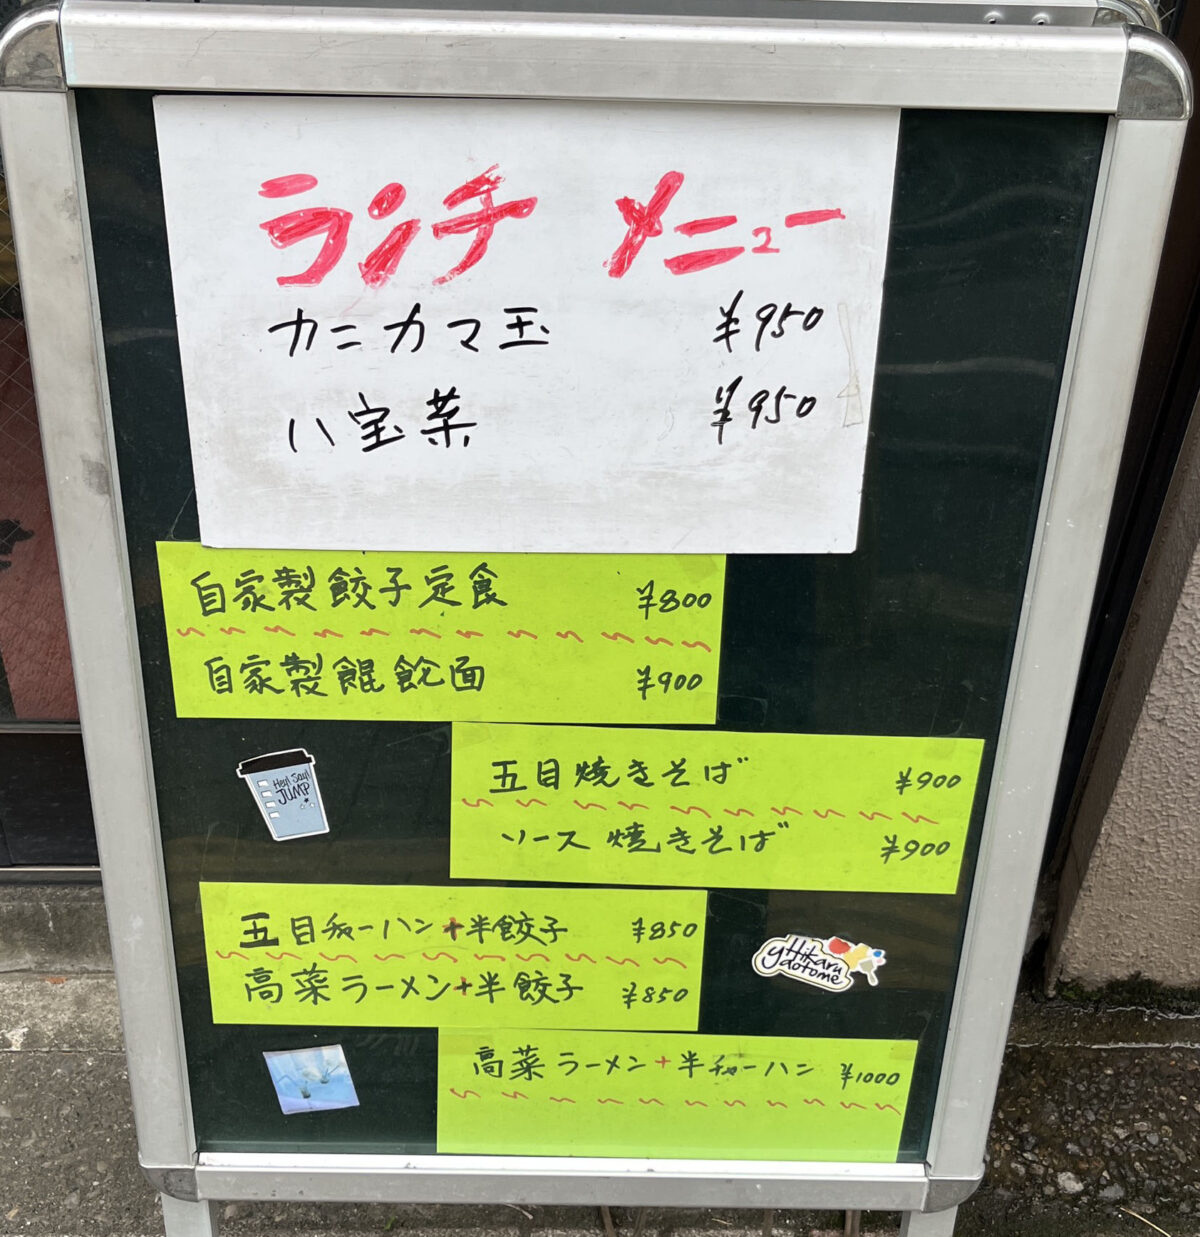 ランチ メニュー
カニカマ玉 ¥950
八宝菜 ¥950
自家製餃子定食 ¥800
自家製餛飩面 ¥900
五目焼きそば ¥900
ソース焼きそば ¥900
Hey! Say!
JUMP
五目チャーハン+半餃子 ¥850
高菜ラーメン+半餃子 ¥850
Hikaru
yaotome
高菜ラーメン+半チャーハン ¥1000